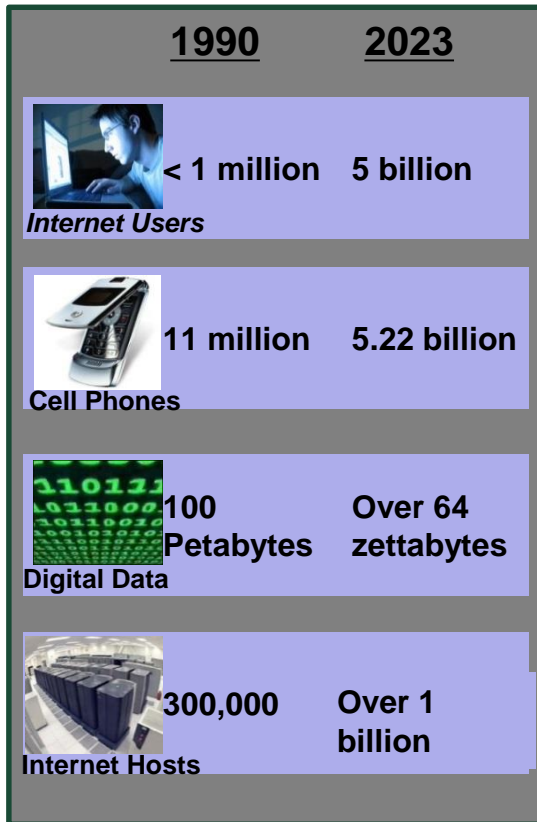 1990 2023
< 1 million 5 billion
Internet Users
11 million 5.22 billion
Cell Phones
100 Over 64
Petabytes zettabytes
Digital Data
300,000 Over 1
billion
Internet Hosts